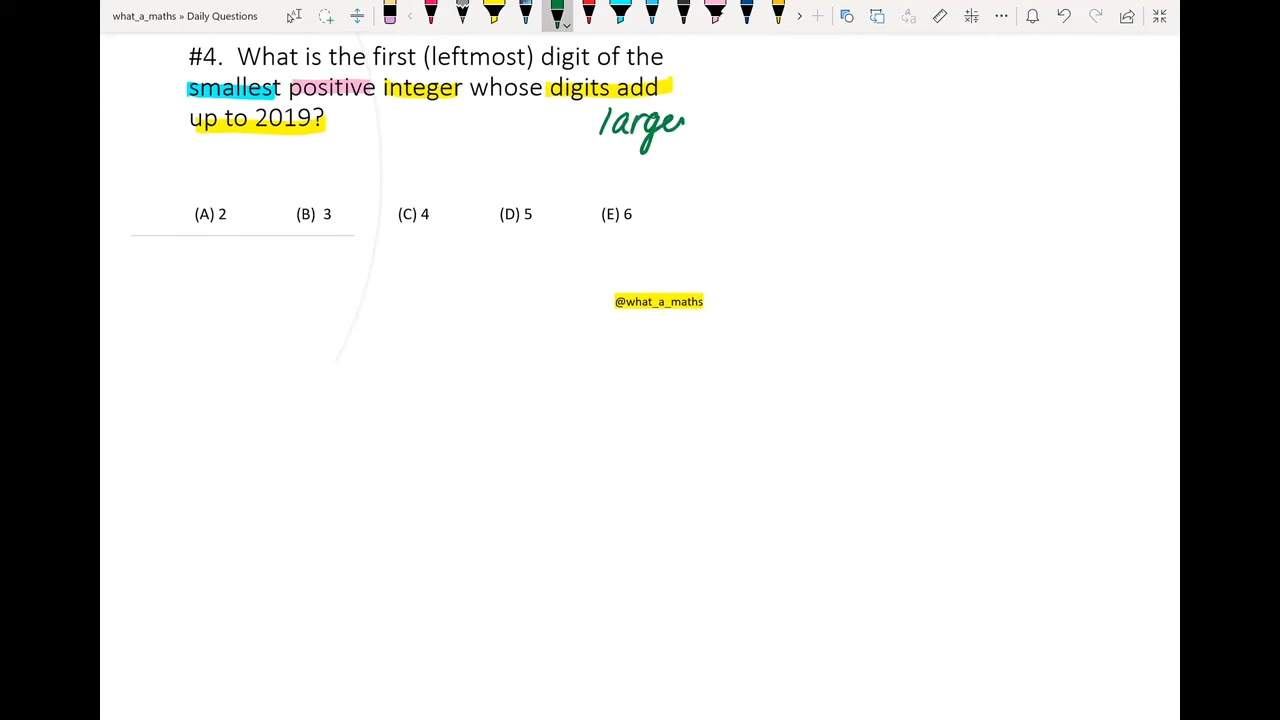 what_a_maths » Daily Questions
#4. What is the first (leftmost) digit of the
smallest positive integer whose digits add
up to 2019?
large
(A) 2 (B) 3 (C) 4 (D) 5 (E) 6
@what_a_maths